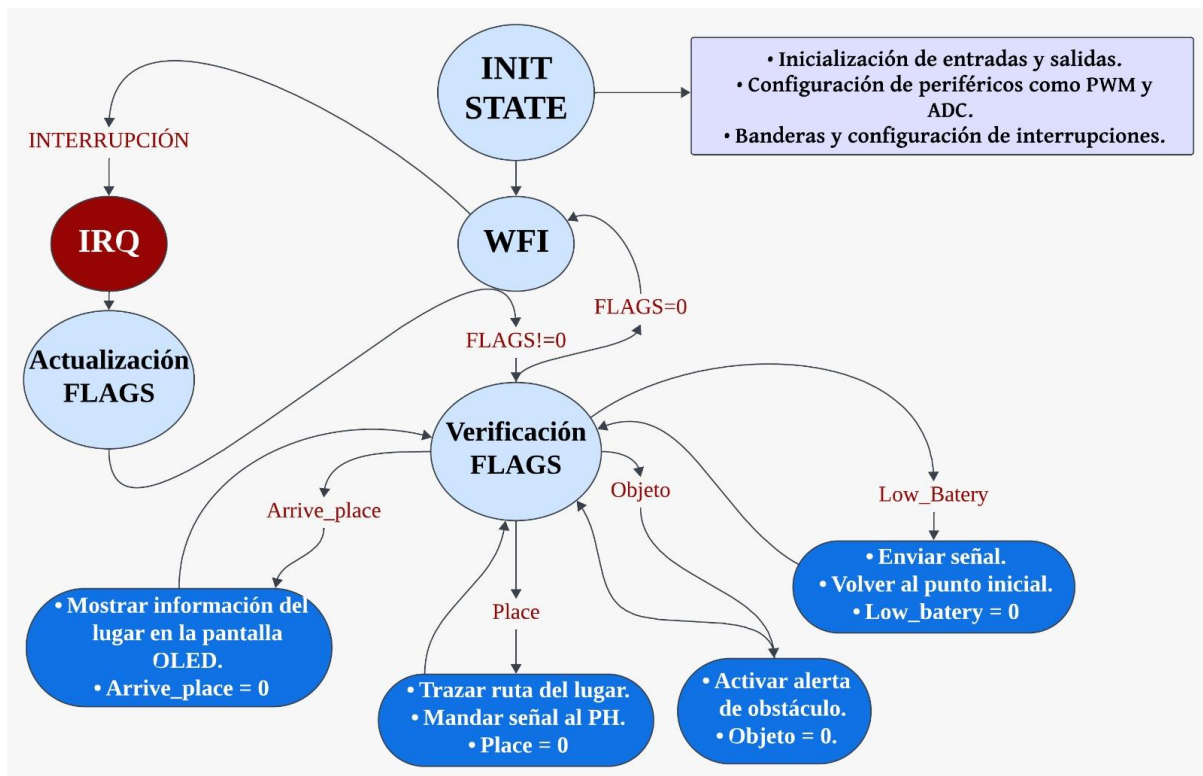 INIT
STATE
• Inicialización de entradas y salidas.
• Configuración de periféricos como PWM y
ADC.
• Banderas y configuración de interrupciones.
INTERRUPCIÓN
IRQ
WFI
FLAGS=0
FLAGS!=0
Actualización
FLAGS
Verificación
FLAGS
Arrive_place
Objeto
Low_Batery
Place
• Mostrar información del
lugar en la pantalla
OLED.
• Arrive_place = 0
• Trazar ruta del lugar.
• Mandar señal al PH.
• Place = 0
• Activar alerta
de obstáculo.
• Objeto = 0.
• Enviar señal.
• Volver al punto inicial.
• Low_batery = 0